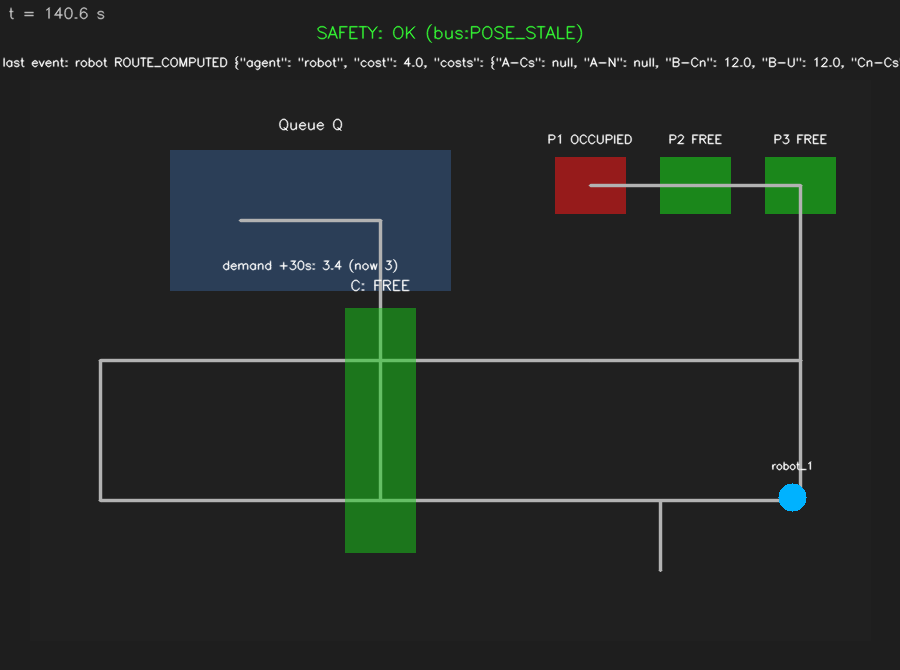 t = 140.6 s
SAFETY: OK (bus:POSE_STALE)
last event: robot ROUTE_COMPUTED {"agent": "robot", "cost": 4.0, "costs": {"A-Cs": null, "A-N": null, "B-Cn": 12.0, "B-U": 12.0, "Cn-Cs"
Queue Q
P1 OCCUPIED P2 FREE P3 FREE
demand +30s: 3.4 (now 3)
C: FREE
robot_1